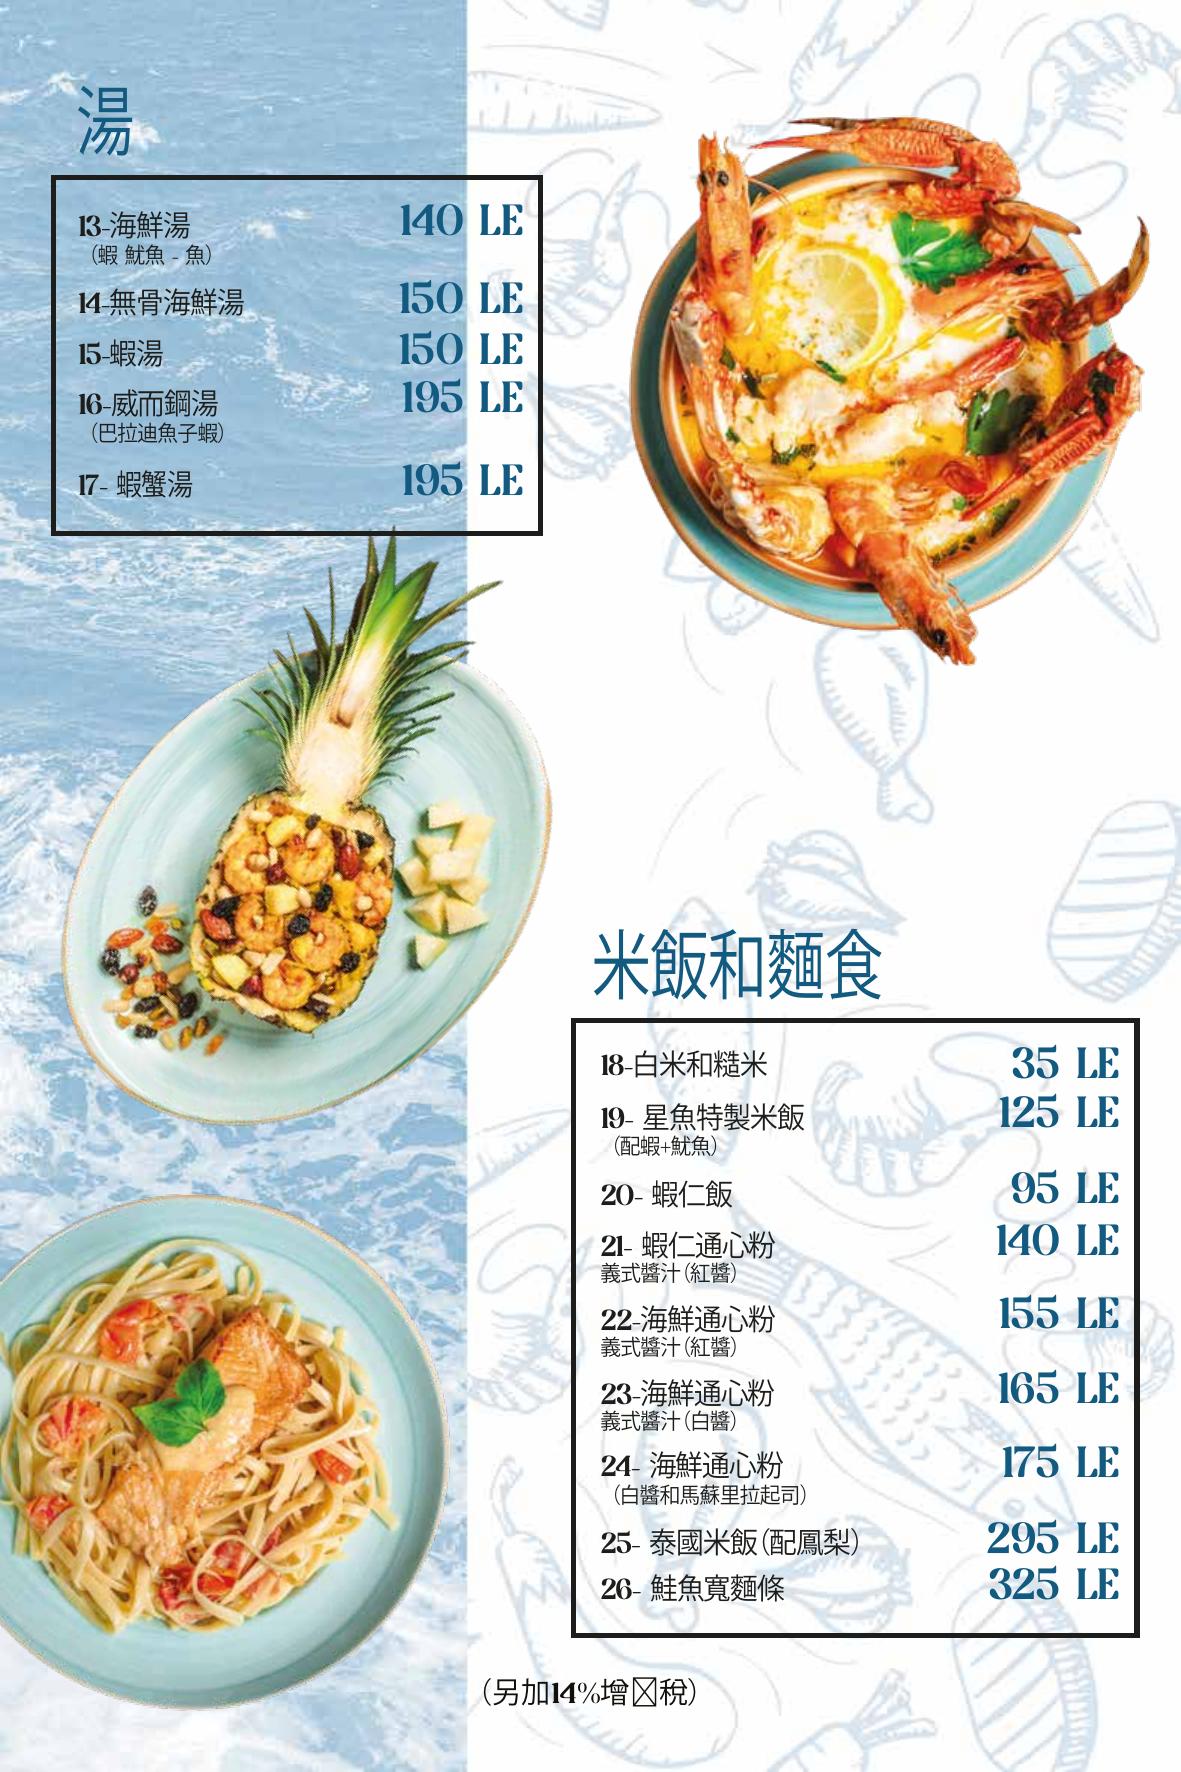 湯
13-海鮮湯 140 LE
（蝦 魷魚 - 魚）
14-無骨海鮮湯 150 LE
15-蝦湯 150 LE
16-威而鋼湯 195 LE
（巴拉迪魚子蝦）
17- 蝦蟹湯 195 LE
米飯和麵食
18-白米和糙米 35 LE
19- 星魚特製米飯 125 LE
（配蝦+魷魚）
20- 蝦仁飯 95 LE
21- 蝦仁通心粉 140 LE
義式醬汁（紅醬）
22-海鮮通心粉 155 LE
義式醬汁（紅醬）
23-海鮮通心粉 165 LE
義式醬汁（白醬）
24- 海鮮通心粉 175 LE
（白醬和馬蘇里拉起司）
25- 泰國米飯（配鳳梨） 295 LE
26- 鮭魚寬麵條 325 LE
（另加14%增稅）